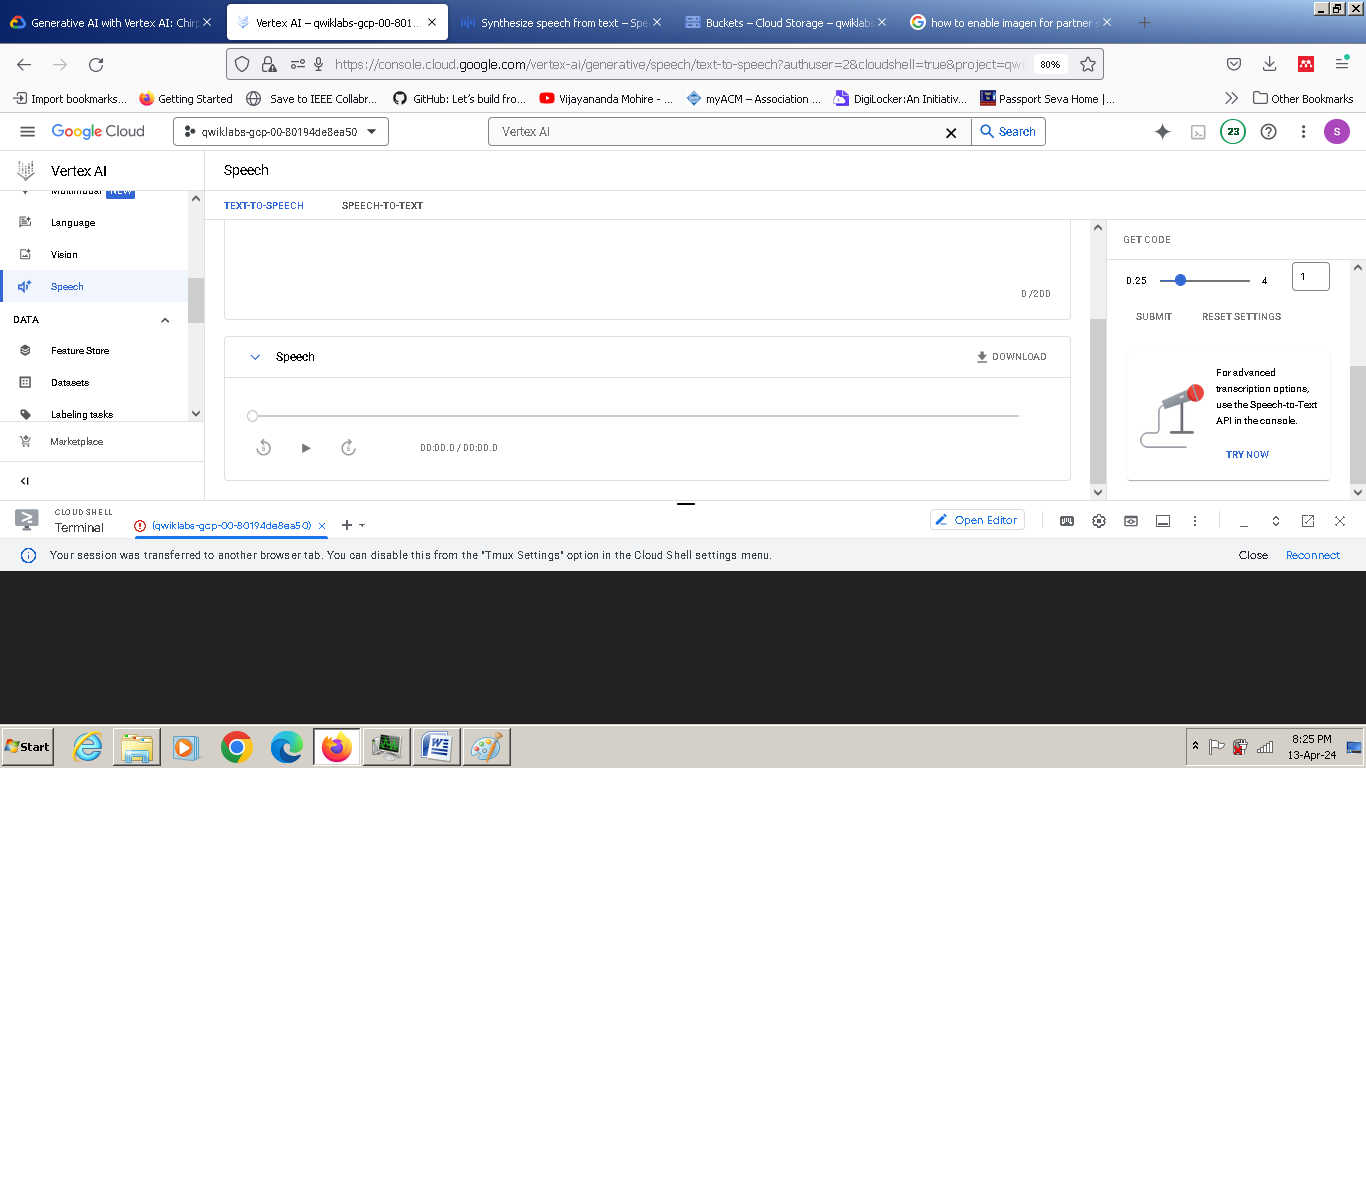 Generative AI with Vertex AI: Chirp
Vertex AI – qwiklabs-gcp-00-801...
Synthesize speech from text – Spe
Buckets – Cloud Storage – qwiklabs
how to enable imagen for partner s
https://console.cloud.google.com/vertex-ai/generative/speech/text-to-speech?authuser=2&cloudshell=true&project=qwi
80%
Import bookmarks...
Getting Started
Save to IEEE Collabr...
GitHub: Let's build fro...
Vijayananda Mohire - ...
myACM – Association ...
DigiLocker:An Initiativ...
Passport Seva Home |...
Other Bookmarks
Google Cloud
qwiklabs-gcp-00-80194de8ea50
Vertex AI
Search
23
S
Vertex AI
Speech
Multimodal NEW
TEXT-TO-SPEECH
SPEECH-TO-TEXT
Language
GET CODE
Vision
Speech
0.25
4
1
0 /200
DATA
SUBMIT
RESET SETTINGS
Feature Store
Speech
DOWNLOAD
Datasets
For advanced
transcription options,
use the Speech-to-Text
API in the console.
Labeling tasks
Marketplace
5
5
00:00.0 / 00:00.0
TRY NOW
CLOUD SHELL
Terminal
(qwiklabs-gcp-00-80194de8ea50)
Open Editor
Your session was transferred to another browser tab. You can disable this from the "Tmux Settings" option in the Cloud Shell settings menu.
Close
Reconnect
Start
8:25 PM
13-Apr-24